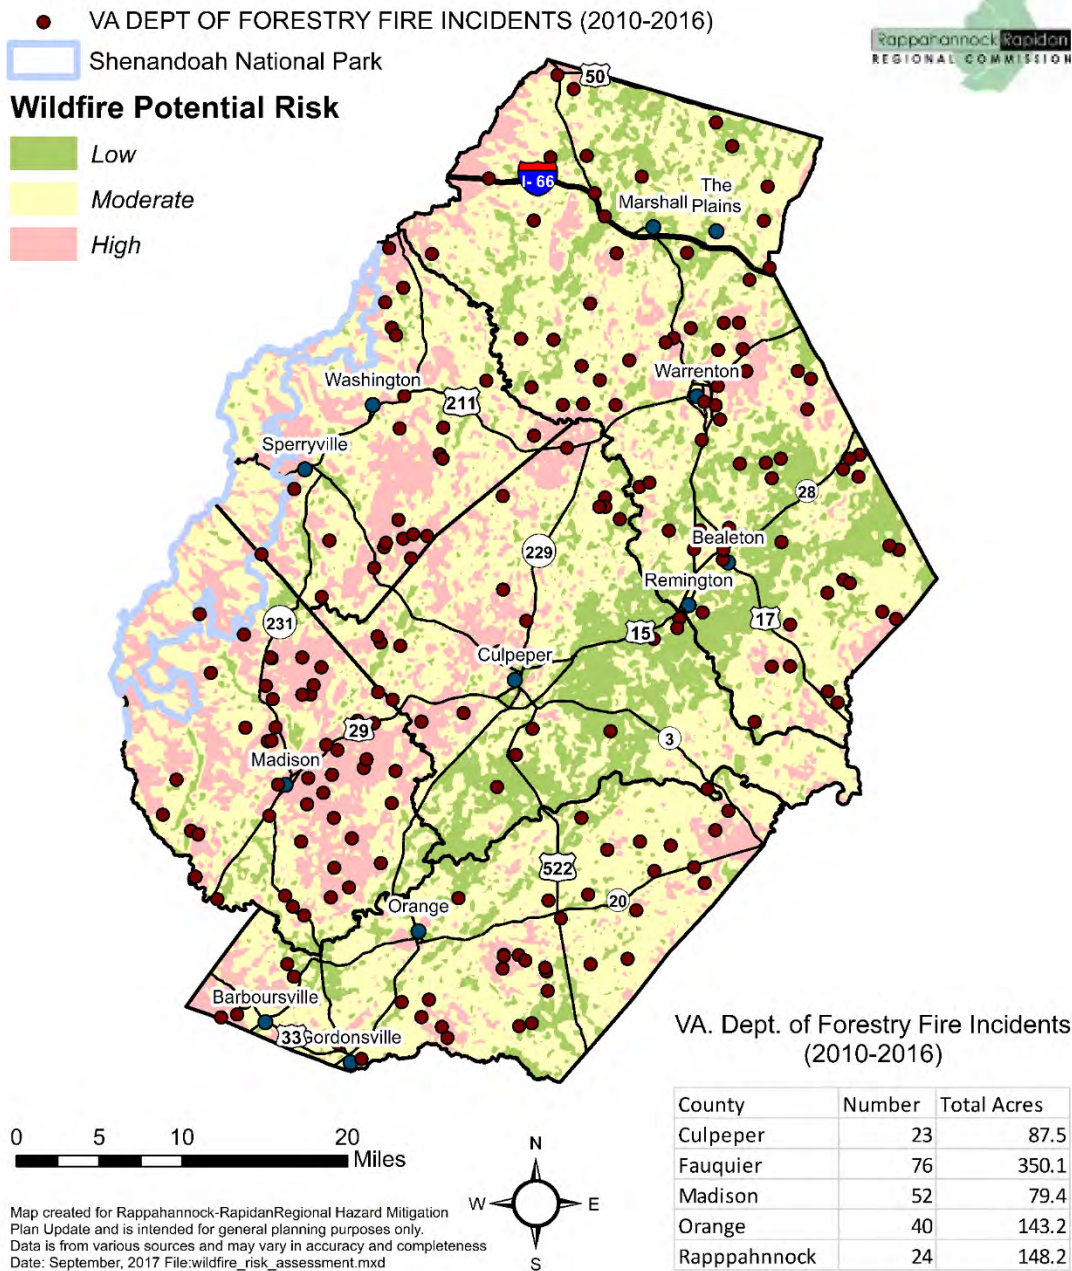 VA DEPT OF FORESTRY FIRE INCIDENTS (2010-2016)
Shenandoah National Park
Wildfire Potential Risk
Low
Moderate
High
Rappahannock Rapidan
REGIONAL COMMISSION
50
I- 66
The
Marshall Plains
Warrenton
Washington
211
Sperryville
28
229
Bealeton
Remington
231
15
17
Culpeper
29
3
Madison
522
20
Orange
Barboursville
33
Gordonsville
0 5 10 20
Miles
N
W E
S
Map created for Rappahannock-RapidanRegional Hazard Mitigation
Plan Update and is intended for general planning purposes only.
Data is from various sources and may vary in accuracy and completeness
Date: September, 2017 File:wildfire_risk_assessment.mxd
VA. Dept. of Forestry Fire Incidents
(2010-2016)
County Number Total Acres
Culpeper 23 87.5
Fauquier 76 350.1
Madison 52 79.4
Orange 40 143.2
Rapppahnnock 24 148.2